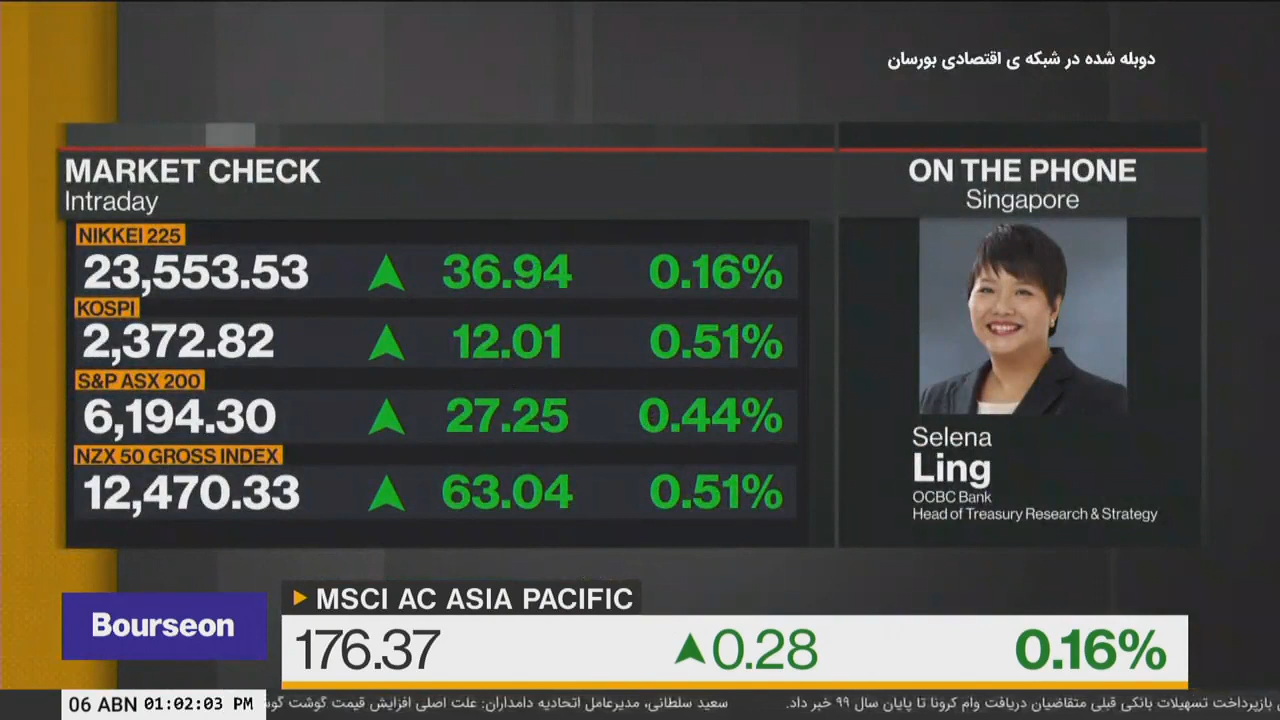 دوبله شده در شبکه ی اقتصادی بورسان
MARKET CHECK
Intraday
NIKKEI 225
23,553.53 ▲ 36.94 0.16%
KOSPI
2,372.82 ▲ 12.01 0.51%
S&P ASX 200
6,194.30 ▲ 27.25 0.44%
NZX 50 GROSS INDEX
12,470.33 ▲ 63.04 0.51%
ON THE PHONE
Singapore
Selena
Ling
OCBC Bank
Head of Treasury Research & Strategy
Bourseon
MSCI AC ASIA PACIFIC
176.37 ▲0.28 0.16%
06 ABN 01:02:03 PM
بازپرداخت تسهیلات بانکی قبلی متقاضیان دریافت وام کرونا تا پایان سال ۹۹ خبر داد. سعید سلطانی، مدیرعامل اتحادیه دامداران: علت اصلی افزایش قیمت گوشت